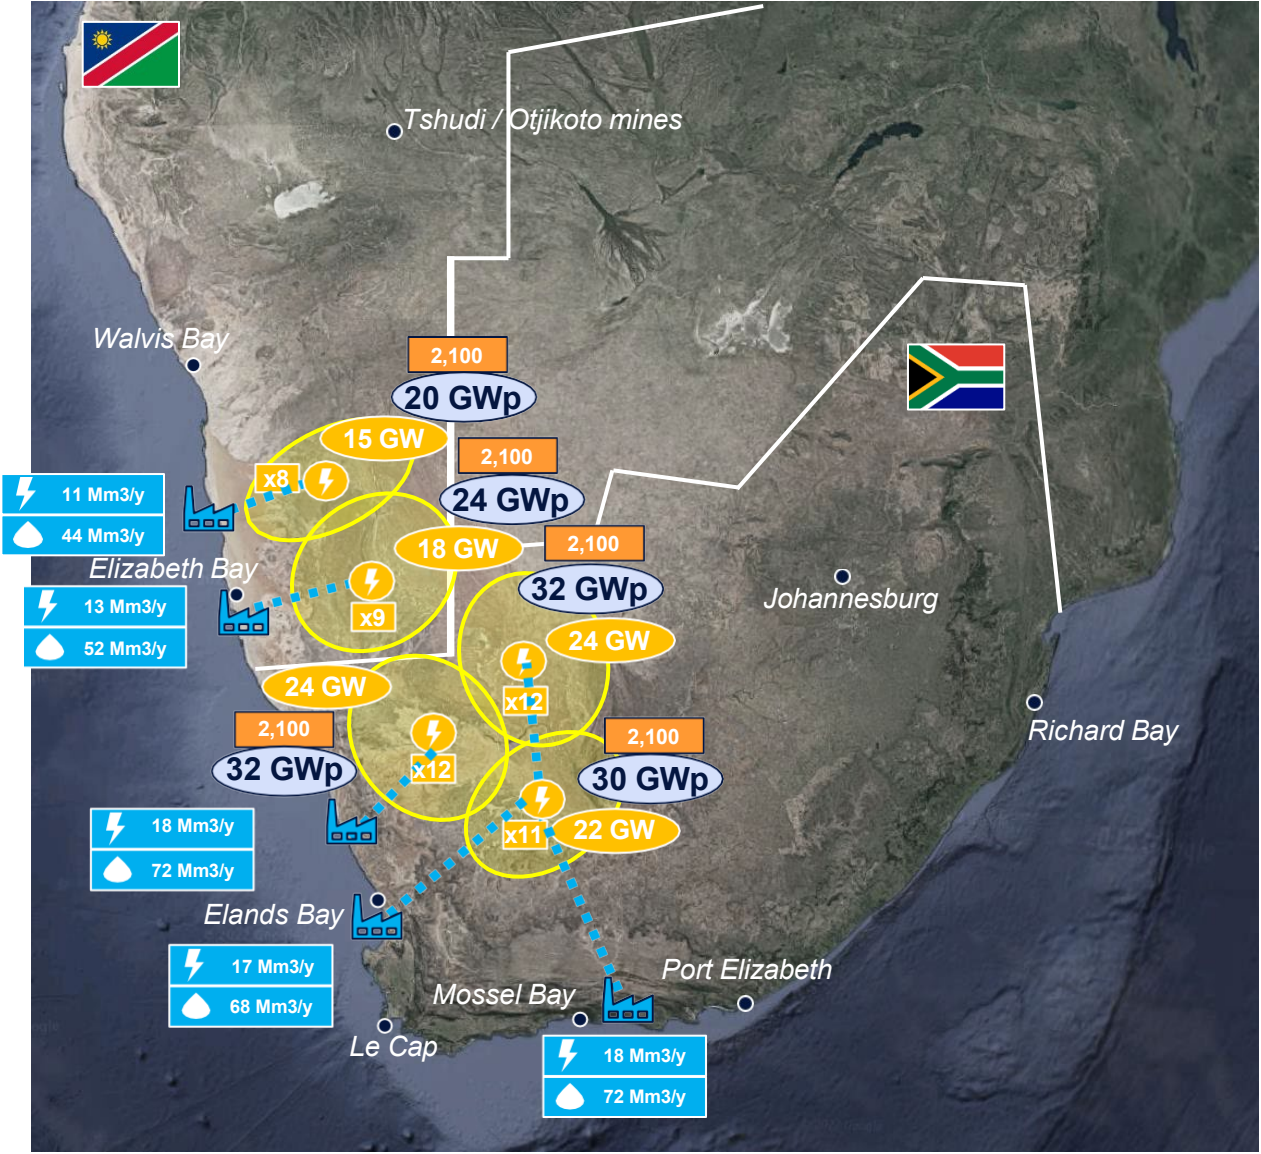 Tshudi / Otjikoto mines
Walvis Bay
2,100
20 GWp
15 GW
x8
2,100
24 GWp
11 Mm3/y
44 Mm3/y
18 GW
2,100
Elizabeth Bay
32 GWp
Johannesburg
13 Mm3/y
52 Mm3/y
x9
24 GW
24 GW
x12
2,100
32 GWp
x12
2,100
30 GWp
Richard Bay
x11
22 GW
18 Mm3/y
72 Mm3/y
Elands Bay
17 Mm3/y
68 Mm3/y
Port Elizabeth
Mossel Bay
Le Cap
18 Mm3/y
72 Mm3/y